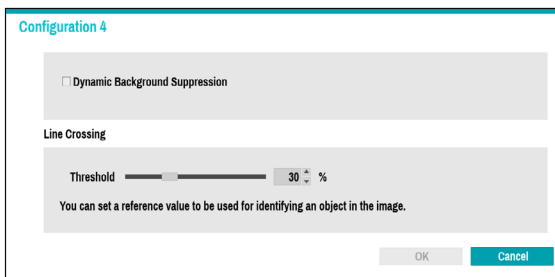 Configuration 4
Dynamic Background Suppression
Line Crossing
Threshold 30 %
You can set a reference value to be used for identifying an object in the image.
OK Cancel